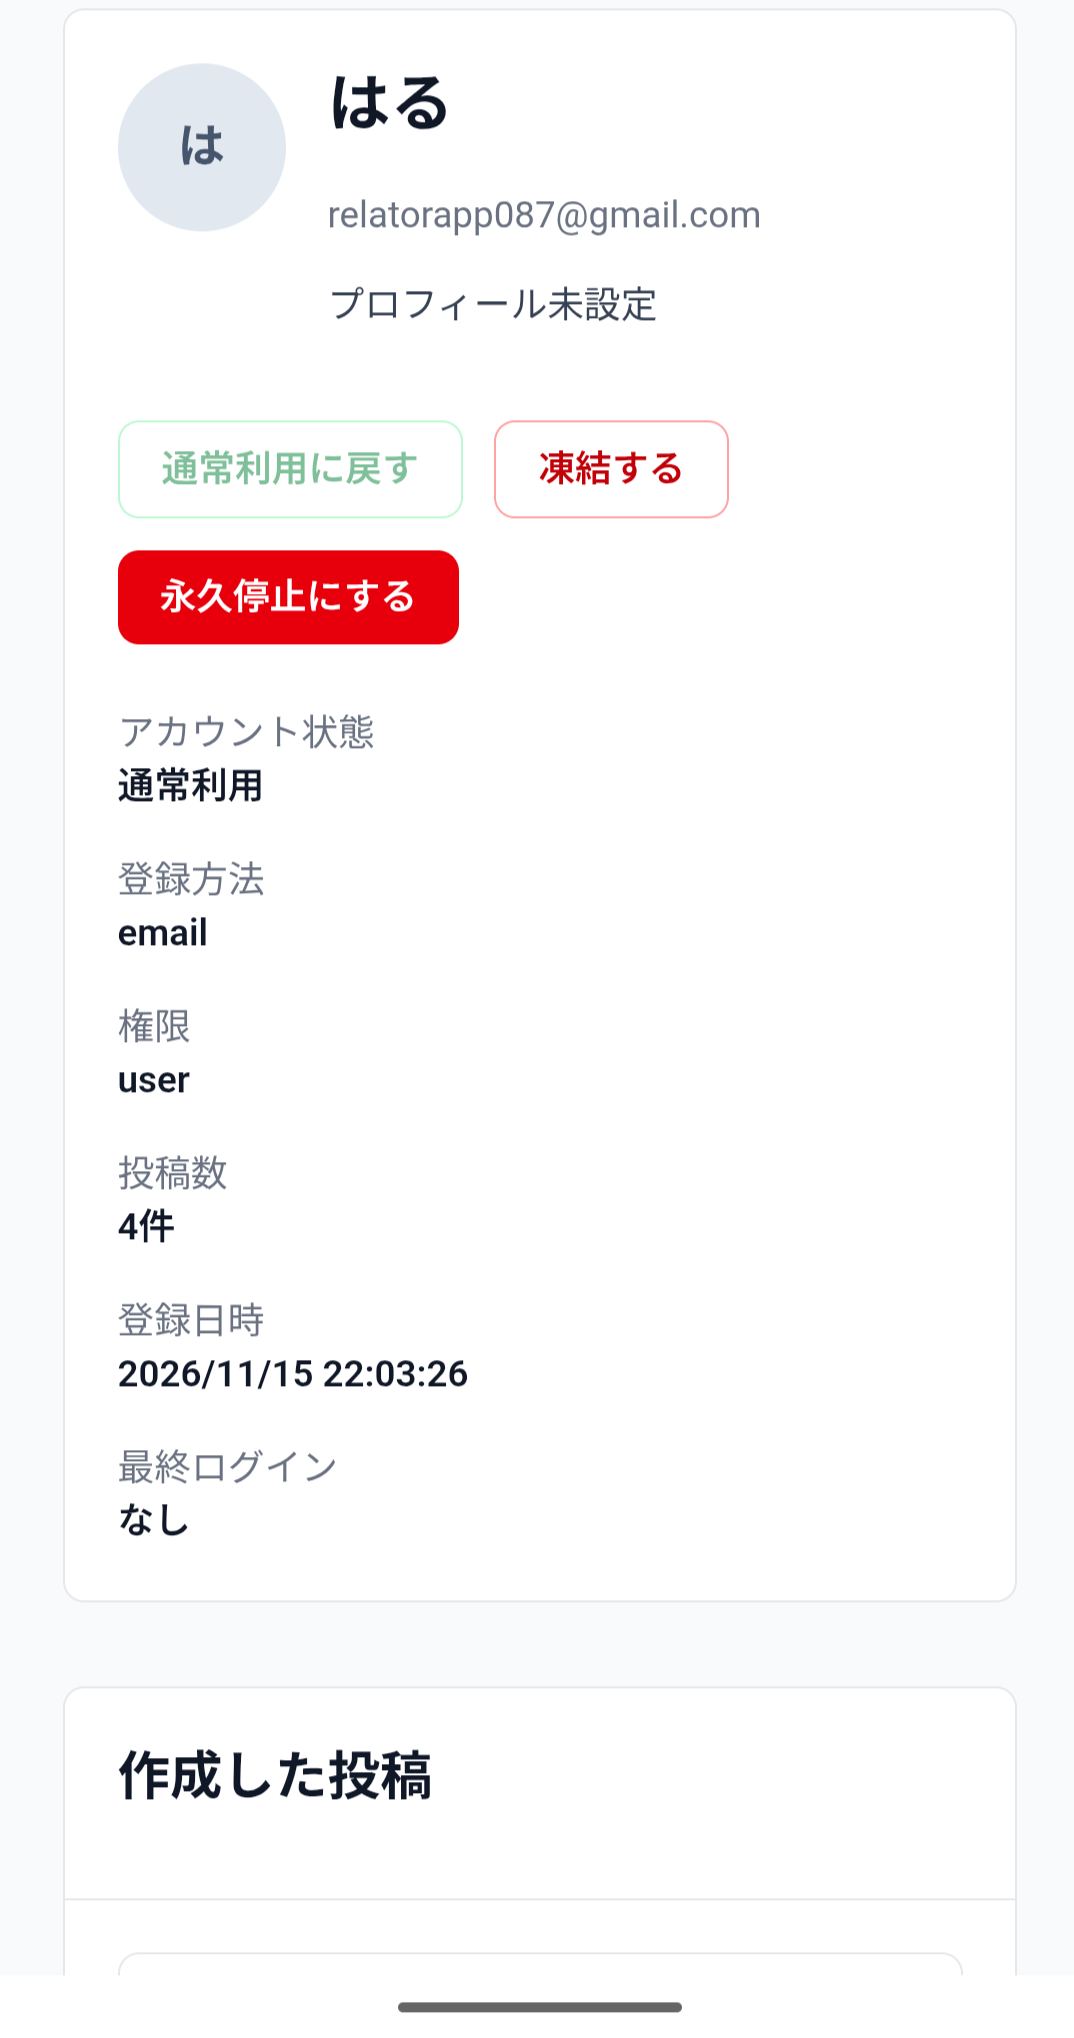 は
はる
relatorapp087@gmail.com
プロフィール未設定
通常利用に戻す
凍結する
永久停止にする
アカウント状態
通常利用
登録方法
email
権限
user
投稿数
4件
登録日時
2026/11/15 22:03:26
最終ログイン
なし
作成した投稿